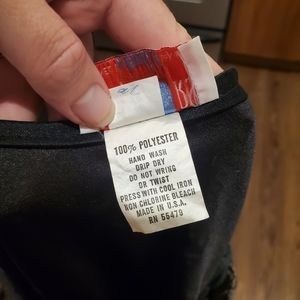 100% POLYESTER
HAND WASH
DRIP DRY
DO NOT WRING
OR TWIST
PRESS WITH COOL IRON
NON CHLORINE BLEACH
MADE IN U.S.A.
RN 55479